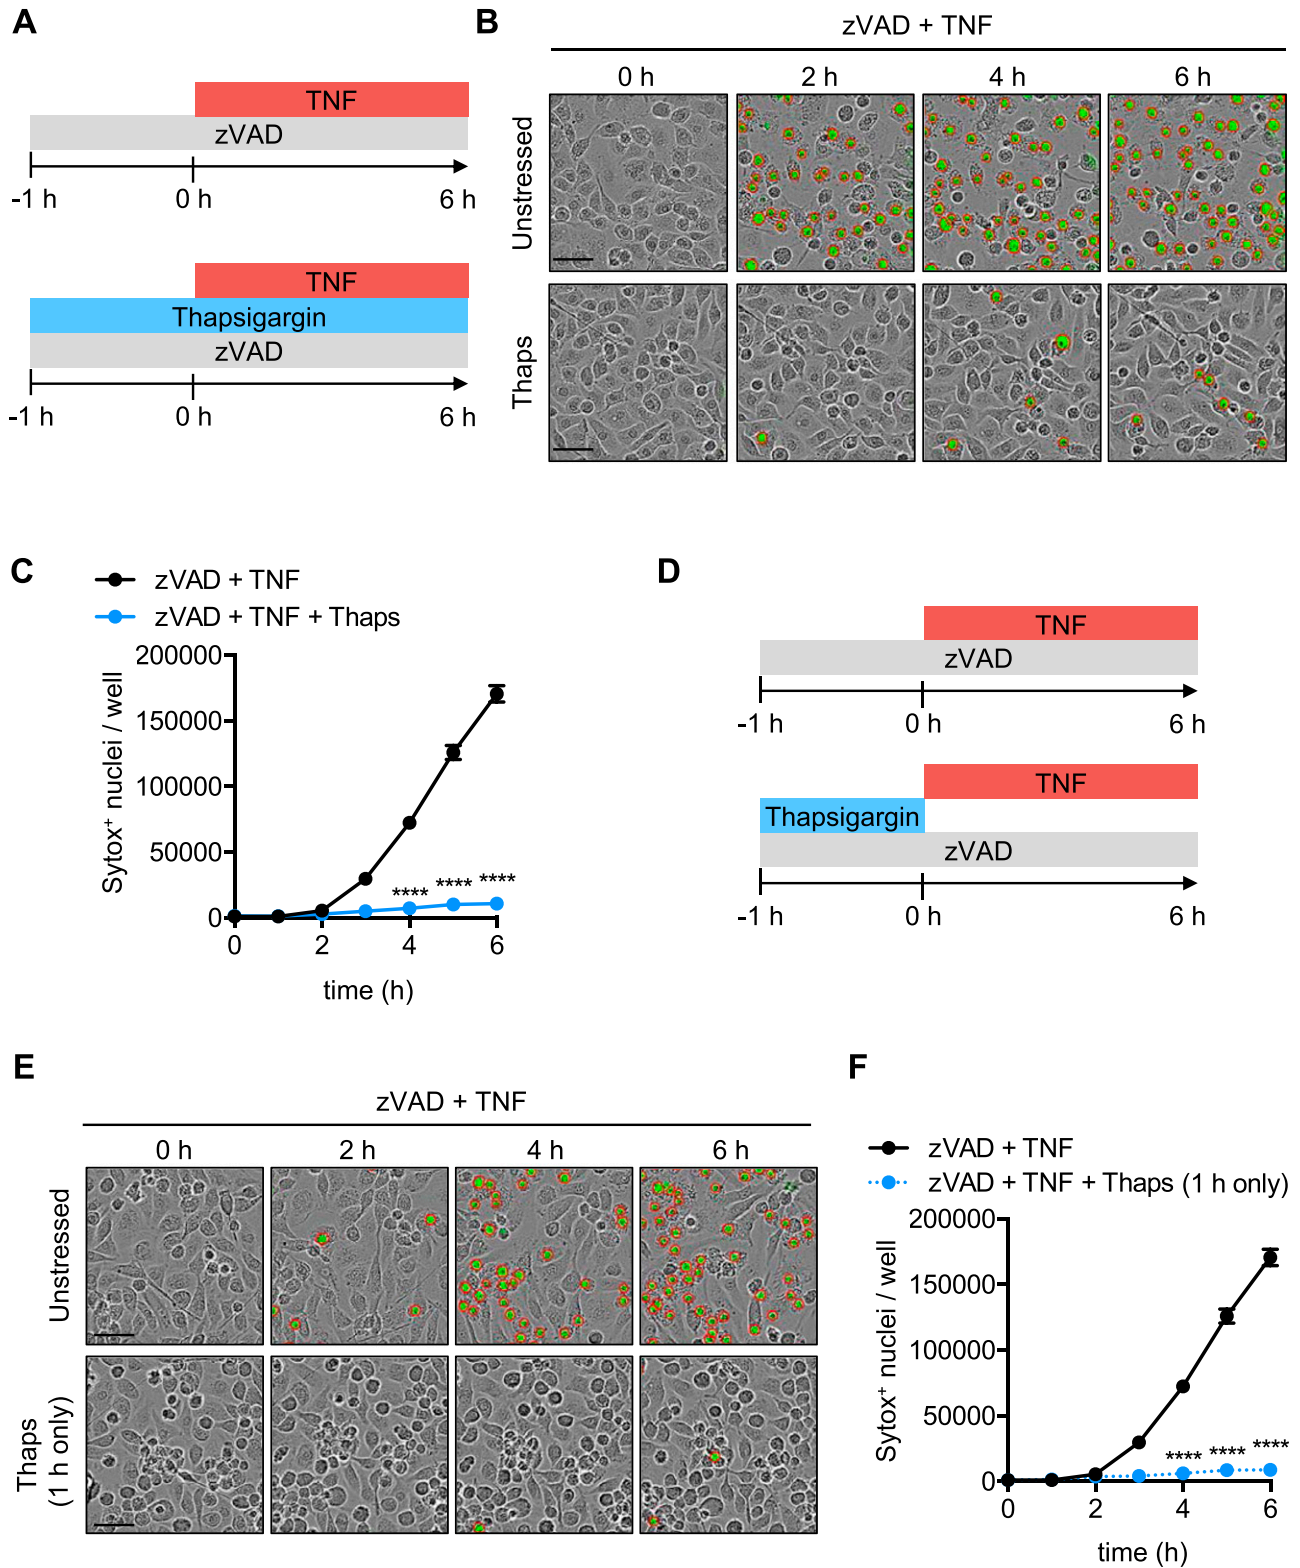 A
TNF
zVAD
-1 h
0 h
6 h
TNF
Thapsigargin
zVAD
-1 h
0 h
6 h
B
zVAD + TNF
0 h
2 h
4 h
6 h
Unstressed
Thaps
C
zVAD + TNF
zVAD + TNF + Thaps
Sytox⁺ nuclei / well
200000
150000
100000
50000
0
**** **** ****
0
2
4
6
time (h)
D
TNF
zVAD
-1 h
0 h
6 h
TNF
Thapsigargin
zVAD
-1 h
0 h
6 h
E
zVAD + TNF
0 h
2 h
4 h
6 h
Unstressed
Thaps
(1 h only)
F
zVAD + TNF
zVAD + TNF + Thaps (1 h only)
Sytox⁺ nuclei / well
200000
150000
100000
50000
0
**** **** ****
0
2
4
6
time (h)